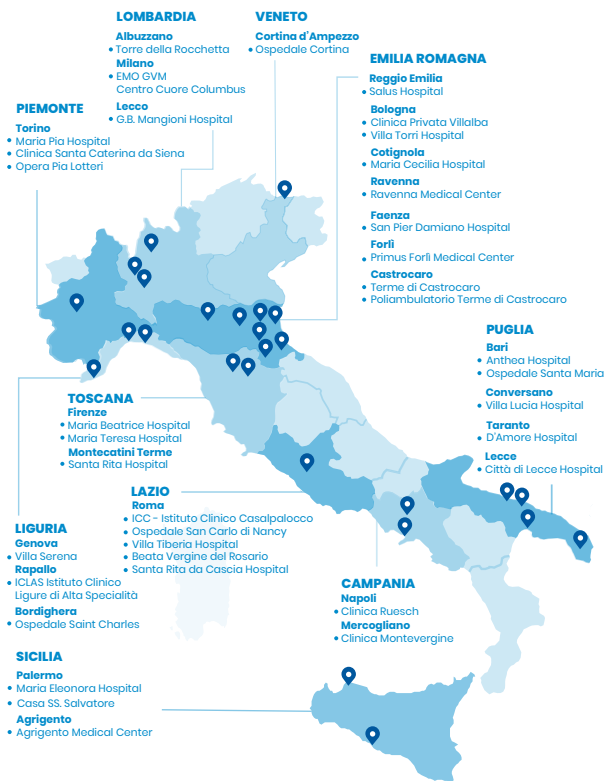 LOMBARDIA
Albuzzano
Torre della Rocchetta
Milano
EMO GVM
Centro Cuore Columbus
Lecco
G.B. Mangioni Hospital
VENETO
Cortina d'Ampezzo
Ospedale Cortina
EMILIA ROMAGNA
Reggio Emilia
Salus Hospital
Bologna
Clinica Privata Villalba
Villa Torri Hospital
Cotignola
Maria Cecilia Hospital
Ravenna
Ravenna Medical Center
Faenza
San Pier Damiano Hospital
Forlì
Primus Forlì Medical Center
Castrocaro
Terme di Castrocaro
Poliambulatorio Terme di Castrocaro
PIEMONTE
Torino
Maria Pia Hospital
Clinica Santa Caterina da Siena
Opera Pia Lotteri
PUGLIA
Bari
Anthea Hospital
Ospedale Santa Maria
Conversano
Villa Lucia Hospital
Taranto
D'Amore Hospital
Lecce
Città di Lecce Hospital
TOSCANA
Firenze
Maria Beatrice Hospital
Maria Teresa Hospital
Montecatini Terme
Santa Rita Hospital
LAZIO
Roma
ICC - Istituto Clinico Casalpalocco
Ospedale San Carlo di Nancy
Villa Tiberia Hospital
Beata Vergine del Rosario
Santa Rita da Cascia Hospital
LIGURIA
Genova
Villa Serena
Rapallo
ICLAS Istituto Clinico
Ligure di Alta Specialità
Bordighera
Ospedale Saint Charles
CAMPANIA
Napoli
Clinica Ruesch
Mercogliano
Clinica Montevergine
SICILIA
Palermo
Maria Eleonora Hospital
Casa SS. Salvatore
Agrigento
Agrigento Medical Center